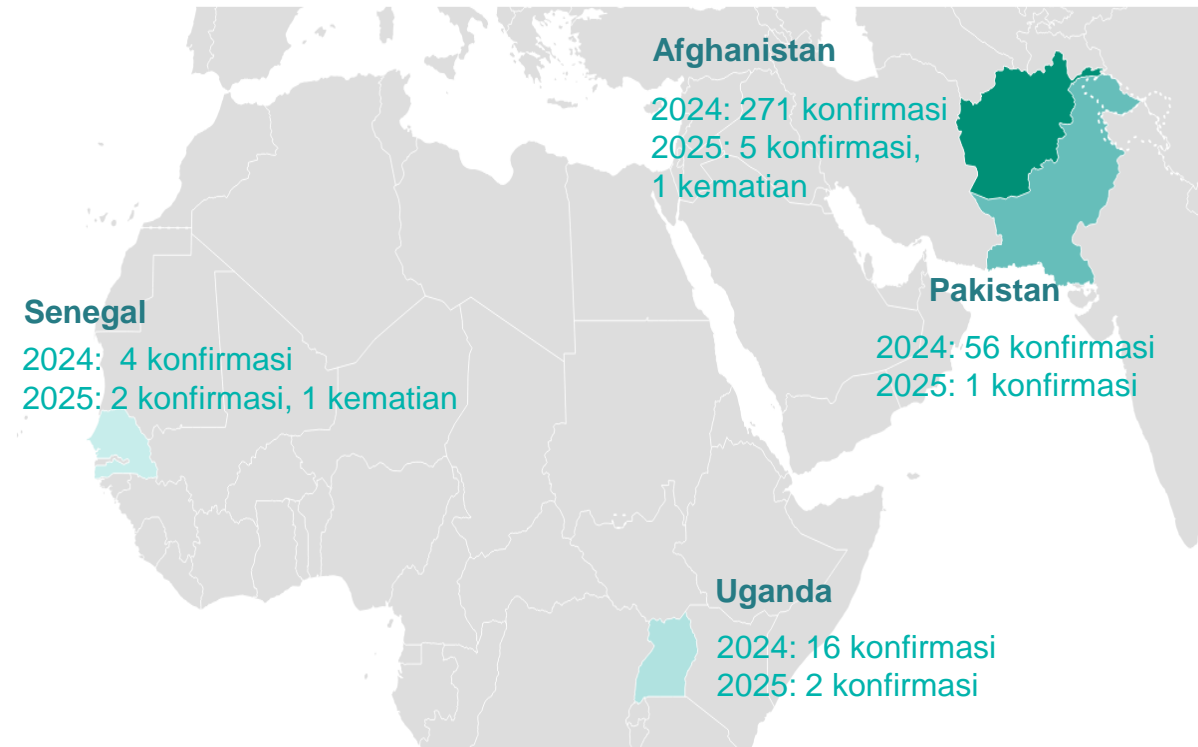 Afghanistan
2024: 271 konfirmasi
2025: 5 konfirmasi,
1 kematian
Pakistan
2024: 56 konfirmasi
2025: 1 konfirmasi
Senegal
2024:  4 konfirmasi
2025: 2 konfirmasi, 1 kematian
Uganda
2024: 16 konfirmasi
2025: 2 konfirmasi